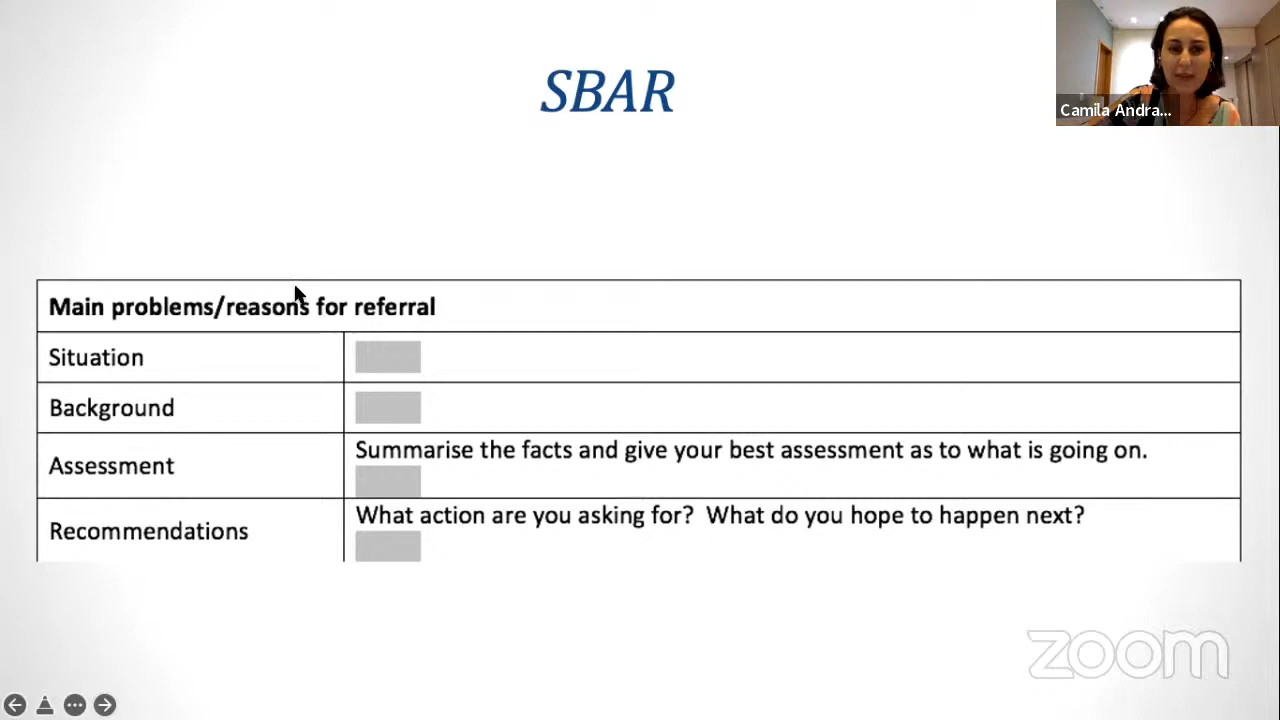 SBAR
Camila Andra...
Main problems/reasons for referral
Situation
Background
Assessment
Summarise the facts and give your best assessment as to what is going on.
Recommendations
What action are you asking for?  What do you hope to happen next?
zoom